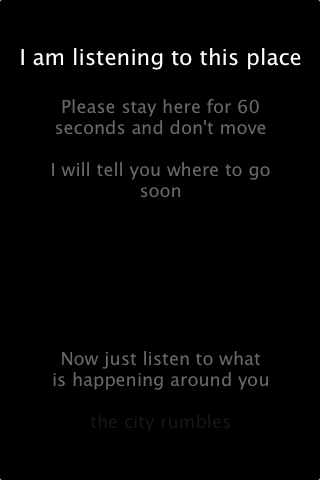 I am listening to this place
Please stay here for 60
seconds and don't move
I will tell you where to go
soon
Now just listen to what
is happening around you
the city rumbles